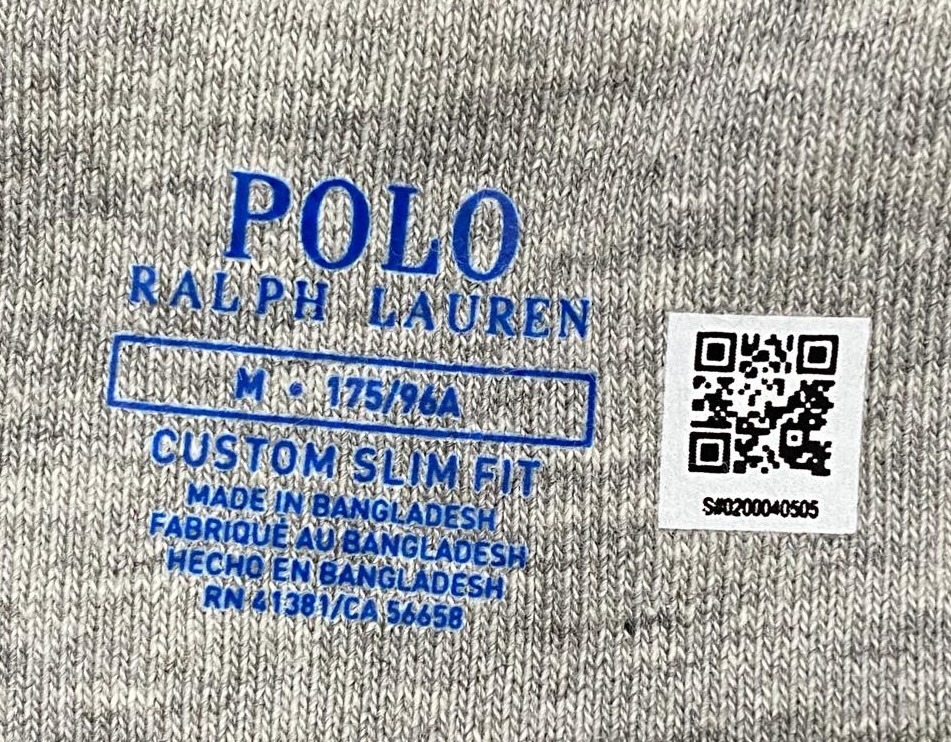 POLO
RALPH LAUREN
M • 175/96A
CUSTOM SLIM FIT
MADE IN BANGLADESH
FABRIQUÉ AU BANGLADESH
HECHO EN BANGLADESH
RN 41381/CA 56658
S#0200040505